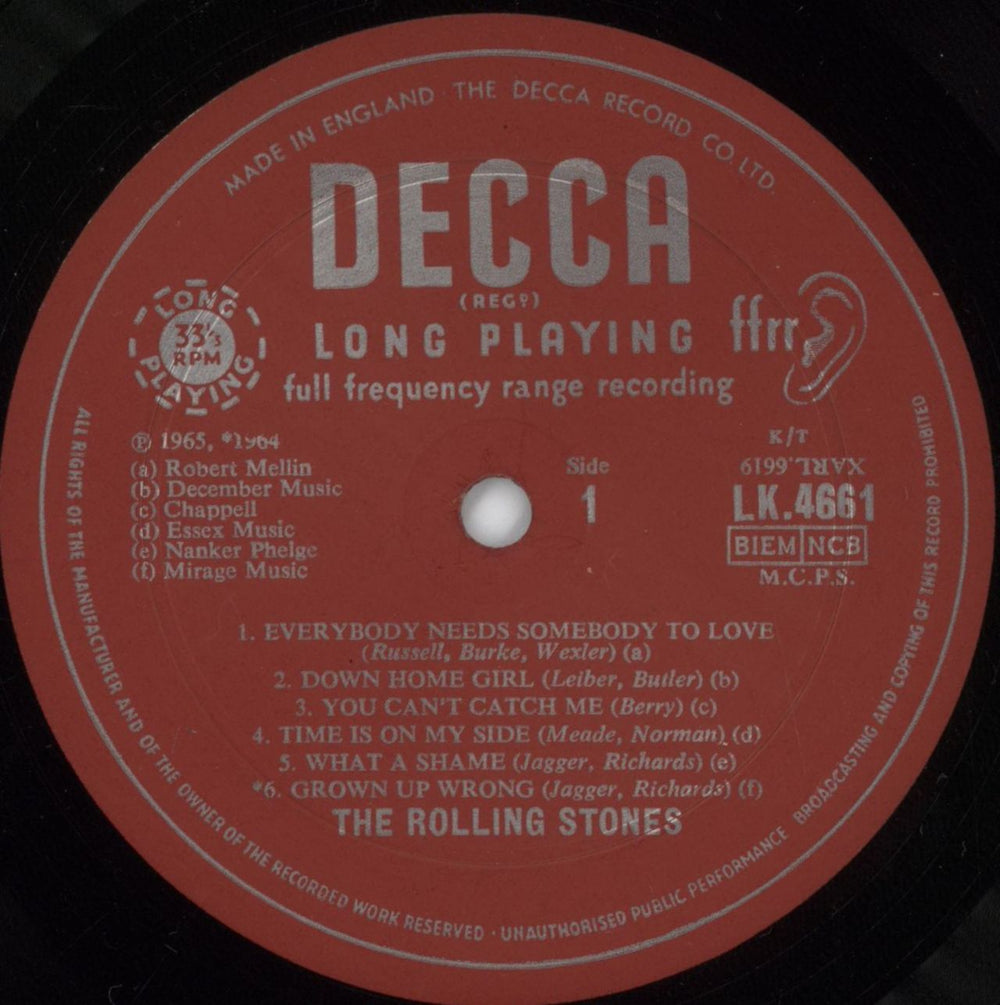 MADE IN ENGLAND · THE DECCA RECORD CO. LTD.
DECCA
(REGD)
LONG PLAYING
full frequency range recording
ffrr
LONG
33⅓
RPM
PLAYING
℗ 1965, *1964
(a) Robert Mellin
(b) December Music
(c) Chappell
(d) Essex Music
(e) Nanker Phelge
(f) Mirage Music
Side
1
K/T
XARL.6619
LK.4661
BIEM NCB
M.C.P.S.
1. EVERYBODY NEEDS SOMEBODY TO LOVE
(Russell, Burke, Wexler) (a)
2. DOWN HOME GIRL (Leiber, Butler) (b)
3. YOU CAN'T CATCH ME (Berry) (c)
4. TIME IS ON MY SIDE (Meade, Norman) (d)
5. WHAT A SHAME (Jagger, Richards) (e)
*6. GROWN UP WRONG (Jagger, Richards) (f)
THE ROLLING STONES
ALL RIGHTS OF THE MANUFACTURER AND OF THE OWNER OF THE RECORDED WORK RESERVED · UNAUTHORISED PUBLIC PERFORMANCE BROADCASTING AND COPYING OF THIS RECORD PROHIBITED